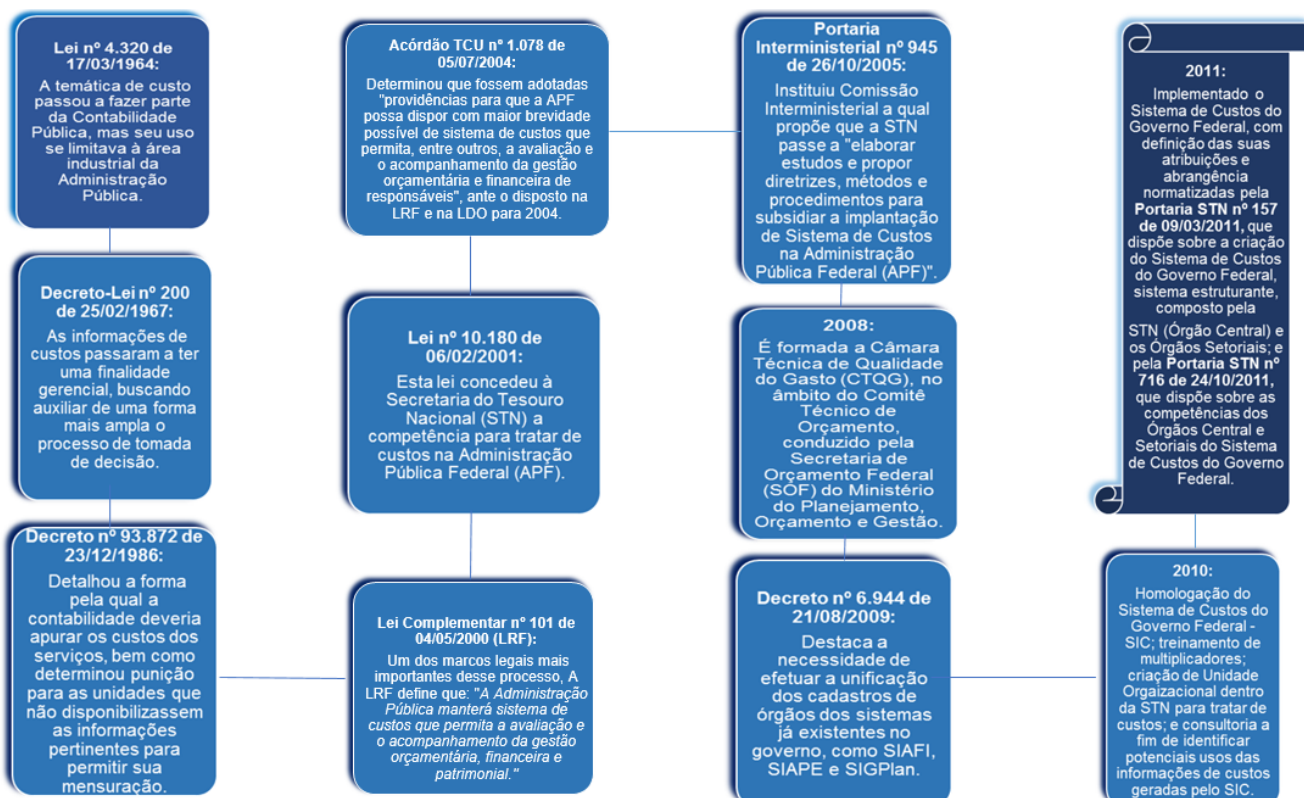 Lei nº 4.320 de
17/03/1964:
A temática de custo
passou a fazer parte
da Contabilidade
Pública, mas seu uso
se limitava à área
industrial da
Administração
Pública.
Decreto-Lei nº 200
de 25/02/1967:
As informações de
custos passaram a ter
uma finalidade
gerencial, buscando
auxiliar de uma forma
mais ampla o
processo de tomada
de decisão.
Decreto nº 93.872 de
23/12/1986:
Detalhou a forma
pela qual a
contabilidade deveria
apurar os custos dos
serviços, bem como
determinou punição
para as unidades que
não disponibilizassem
as informações
pertinentes para
permitir sua
mensuração.
Lei Complementar nº 101 de
04/05/2000 (LRF):
Um dos marcos legais mais
importantes desse processo, A
LRF define que: "A Administração
Pública manterá sistema de
custos que permita a avaliação e
o acompanhamento da gestão
orçamentária, financeira e
patrimonial."
Lei nº 10.180 de
06/02/2001:
Esta lei concedeu à
Secretaria do Tesouro
Nacional (STN) a
competência para tratar de
custos na Administração
Pública Federal (APF).
Acórdão TCU nº 1.078 de
05/07/2004:
Determinou que fossem adotadas
"providências para que a APF
possa dispor com maior brevidade
possível de sistema de custos que
permita, entre outros, a avaliação e
o acompanhamento da gestão
orçamentária e financeira de
responsáveis", ante o disposto na
LRF e na LDO para 2004.
Portaria
Interministerial nº 945
de 26/10/2005:
Instituiu Comissão
Interministerial a qual
propõe que a STN
passe a "elaborar
estudos e propor
diretrizes, métodos e
procedimentos para
subsidiar a implantação
de Sistema de Custos
na Administração
Pública Federal (APF)".
2008:
É formada a Câmara
Técnica de Qualidade
do Gasto (CTQG), no
âmbito do Comitê
Técnico de
Orçamento,
conduzido pela
Secretaria de
Orçamento Federal
(SOF) do Ministério
do Planejamento,
Orçamento e Gestão.
Decreto nº 6.944 de
21/08/2009:
Destaca a
necessidade de
efetuar a unificação
dos cadastros de
órgãos dos sistemas
já existentes no
governo, como SIAFI,
SIAPE e SIGPlan.
2010:
Homologação do
Sistema de Custos do
Governo Federal -
SIC; treinamento de
multiplicadores;
criação de Unidade
Orgaizacional dentro
da STN para tratar de
custos; e consultoria a
fim de identificar
potenciais usos das
informações de custos
geradas pelo SIC.
2011:
Implementado o
Sistema de Custos do
Governo Federal, com
definição das suas
atribuições e
abrangência
normatizadas pela
Portaria STN nº 157
de 09/03/2011, que
dispõe sobre a criação
do Sistema de Custos
do Governo Federal,
sistema estruturante,
composto pela
STN (Órgão Central) e
os Órgãos Setoriais; e
pela Portaria STN nº
716 de 24/10/2011,
que dispõe sobre as
competências dos
Órgãos Central e
Setoriais do Sistema
de Custos do Governo
Federal.